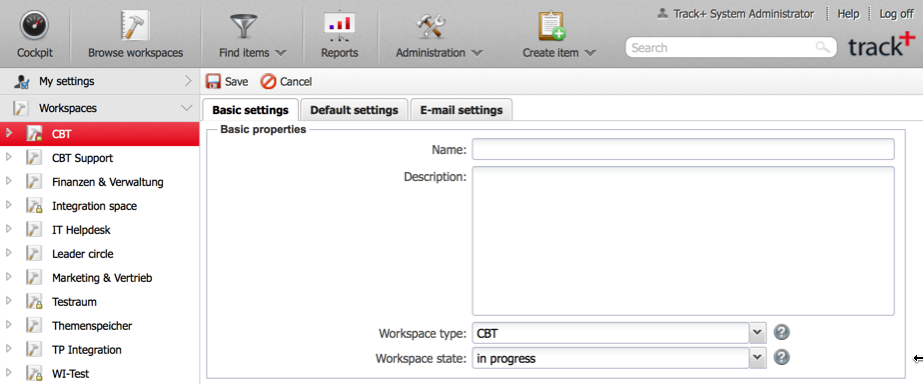 Track+ System Administrator Help Log off
Cockpit Browse workspaces Find items Reports Administration Create item
Search
track+
My settings
Workspaces
CBT
CBT Support
Finanzen & Verwaltung
Integration space
IT Helpdesk
Leader circle
Marketing & Vertrieb
Testraum
Themenspeicher
TP Integration
WI-Test
Save Cancel
Basic settings Default settings E-mail settings
Basic properties
Name:
Description:
Workspace type: CBT
Workspace state: in progress